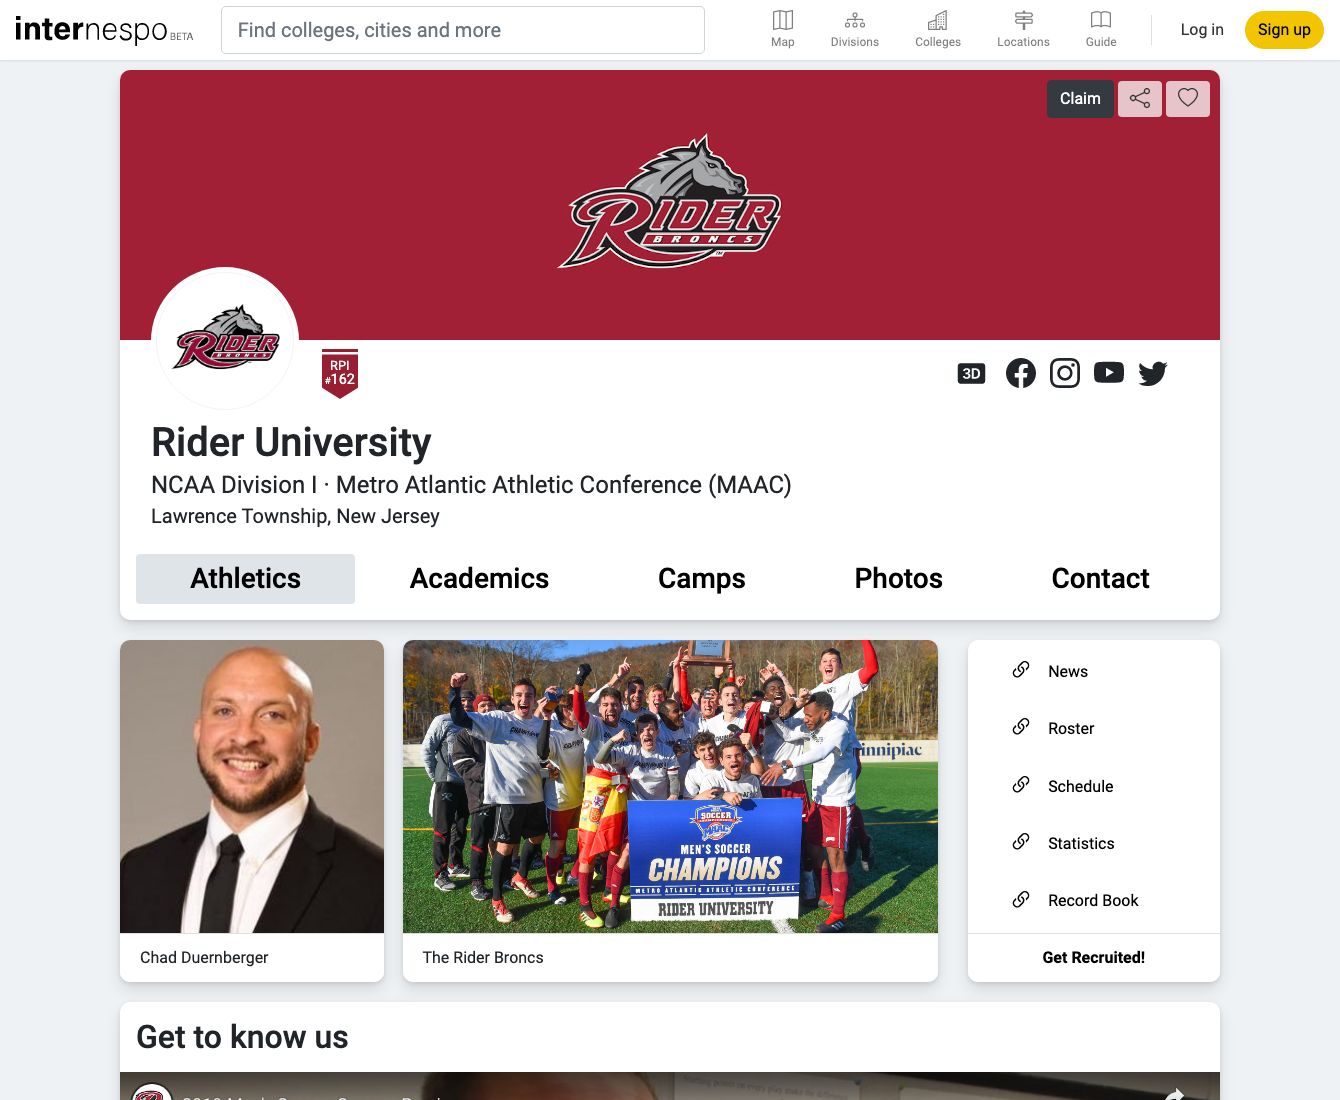 internespo BETA
Find colleges, cities and more
Map
Divisions
Colleges
Locations
Guide
Log in
Sign up
Claim
RIDER
BRONCS
RIDER
BRONCS
RPI
#162
3D
Rider University
NCAA Division I · Metro Atlantic Athletic Conference (MAAC)
Lawrence Township, New Jersey
Athletics
Academics
Camps
Photos
Contact
SOCCER
MAAC
MEN'S SOCCER
CHAMPIONS
METRO ATLANTIC ATHLETIC CONFERENCE
RIDER UNIVERSITY
Chad Duernberger
The Rider Broncs
News
Roster
Schedule
Statistics
Record Book
Get Recruited!
Get to know us